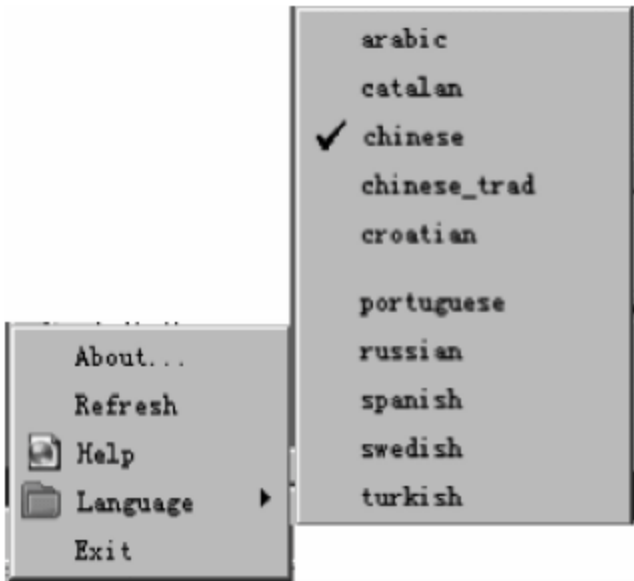 arabic
catalan
chinese
chinese_trad
croatian
portuguese
russian
spanish
swedish
turkish
About...
Refresh
Help
Language
Exit